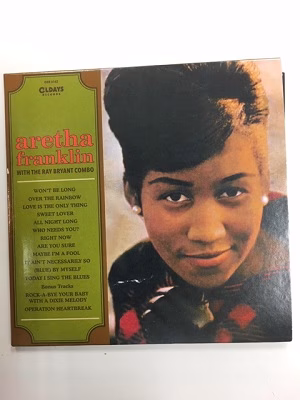 OLDAYS
RECORDS
aretha
franklin
WITH THE RAY BRYANT COMBO
WON'T BE LONG
OVER THE RAINBOW
LOVE IS THE ONLY THING
SWEET LOVER
ALL NIGHT LONG
WHO NEEDS YOU?
RIGHT NOW
ARE YOU SURE
MAYBE I'M A FOOL
IT AIN'T NECESSARILY SO
(BLUE) BY MYSELF
TODAY I SING THE BLUES
Bonus Tracks
ROCK-A-BYE YOUR BABY
WITH A DIXIE MELODY
OPERATION HEARTBREAK